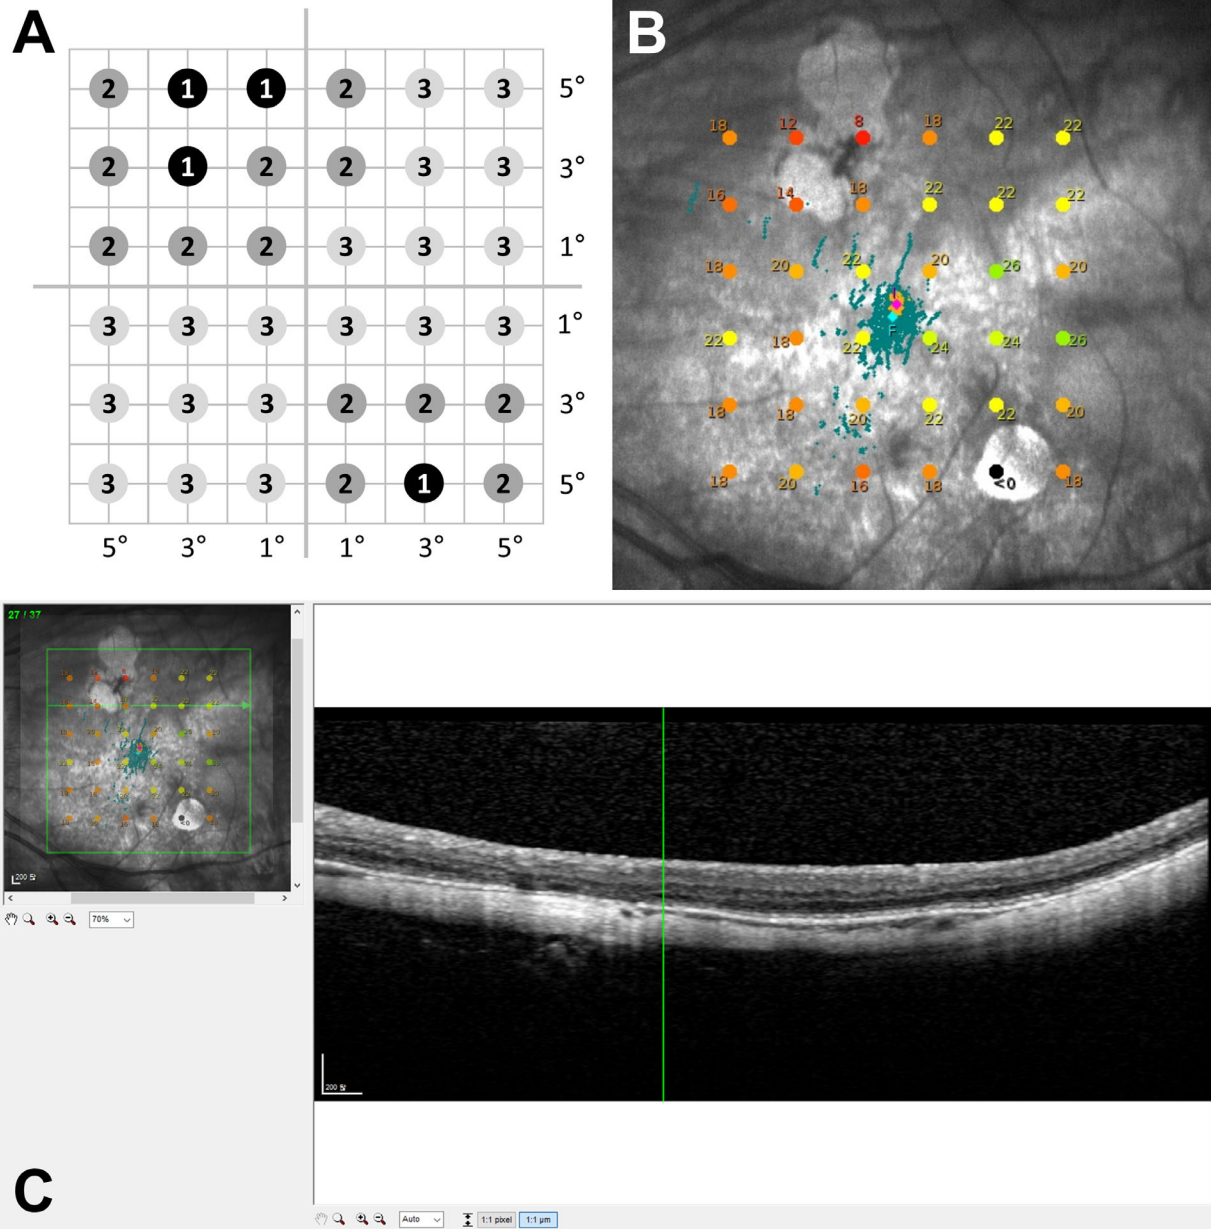 A
2 1 1 2 3 3 5°
2 1 2 2 3 3 3°
2 2 2 3 3 3 1°
3 3 3 3 3 3 1°
3 3 3 2 2 2 3°
3 3 3 2 1 2 5°
5° 3° 1° 1° 3° 5°
B
18 12 8 18 22 22
16 14 18 22 22 22
18 20 22 20 26 20
F
22 18 22 24 24 26
18 18 20 22 22 20
18 20 16 18 <0 18
27 / 37
<0
200
70%
200
C
Auto
1:1 pixel
1:1 µm